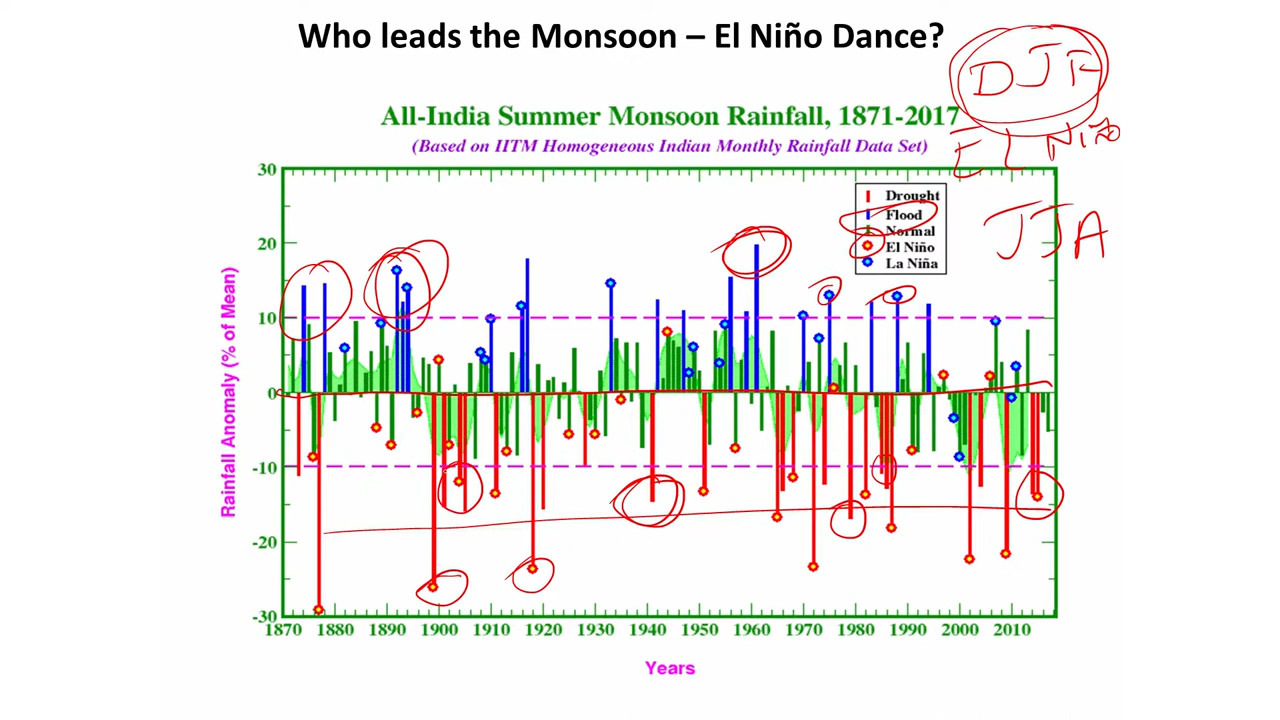 Who leads the Monsoon – El Niño Dance?
DJF
EL Niño
JJA
All-India Summer Monsoon Rainfall, 1871-2017
(Based on IITM Homogeneous Indian Monthly Rainfall Data Set)
Drought
Flood
Normal
El Niño
La Niña
Rainfall Anomaly (% of Mean)
30
20
10
0
-10
-20
-30
1870 1880 1890 1900 1910 1920 1930 1940 1950 1960 1970 1980 1990 2000 2010
Years